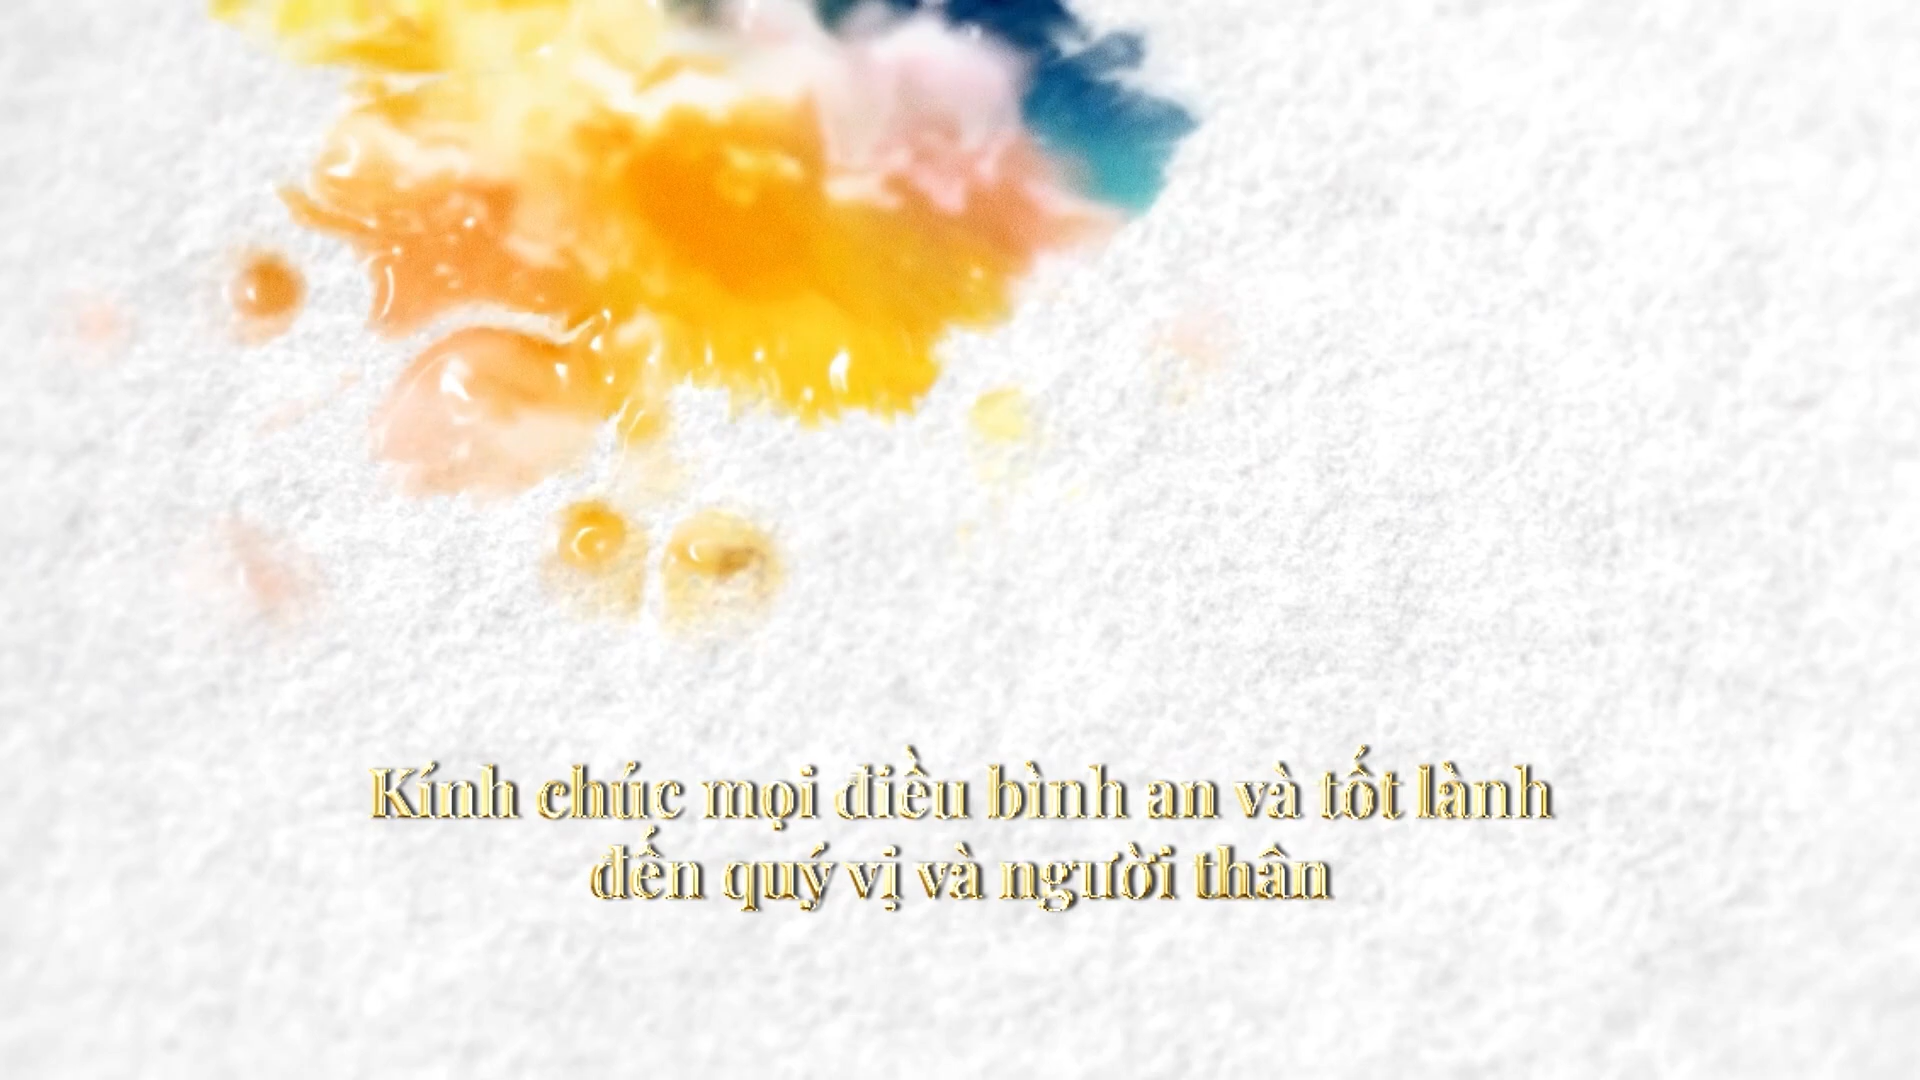 Kính chúc mọi điều bình an và tốt lành
đến quý vị và người thân